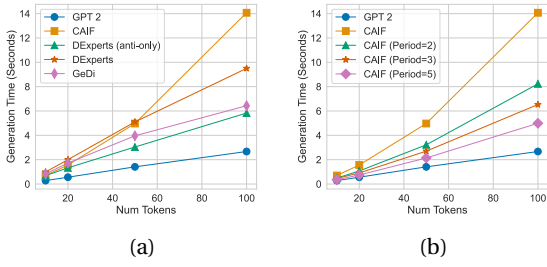 14
12
10
8
6
4
2
0
20
40
60
80
100
Generation Time (Seconds)
Num Tokens
GPT 2
CAIF
DExperts (anti-only)
DExperts
GeDi
(a)
14
12
10
8
6
4
2
0
20
40
60
80
100
Generation Time (Seconds)
Num Tokens
GPT 2
CAIF
CAIF (Period=2)
CAIF (Period=3)
CAIF (Period=5)
(b)